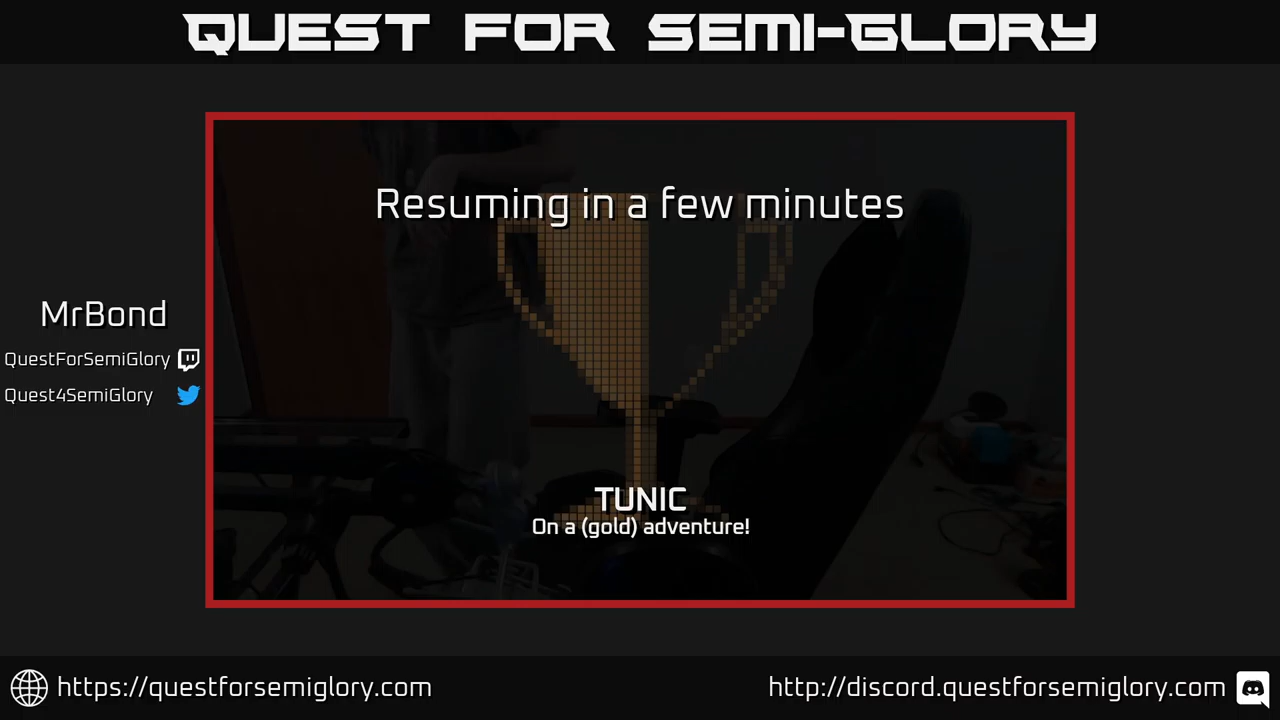 QUEST FOR SEMI-GLORY
Resuming in a few minutes
MrBond
QuestForSemiGlory
Quest4SemiGlory
TUNIC
On a (gold) adventure!
https://questforsemiglory.com
http://discord.questforsemiglory.com